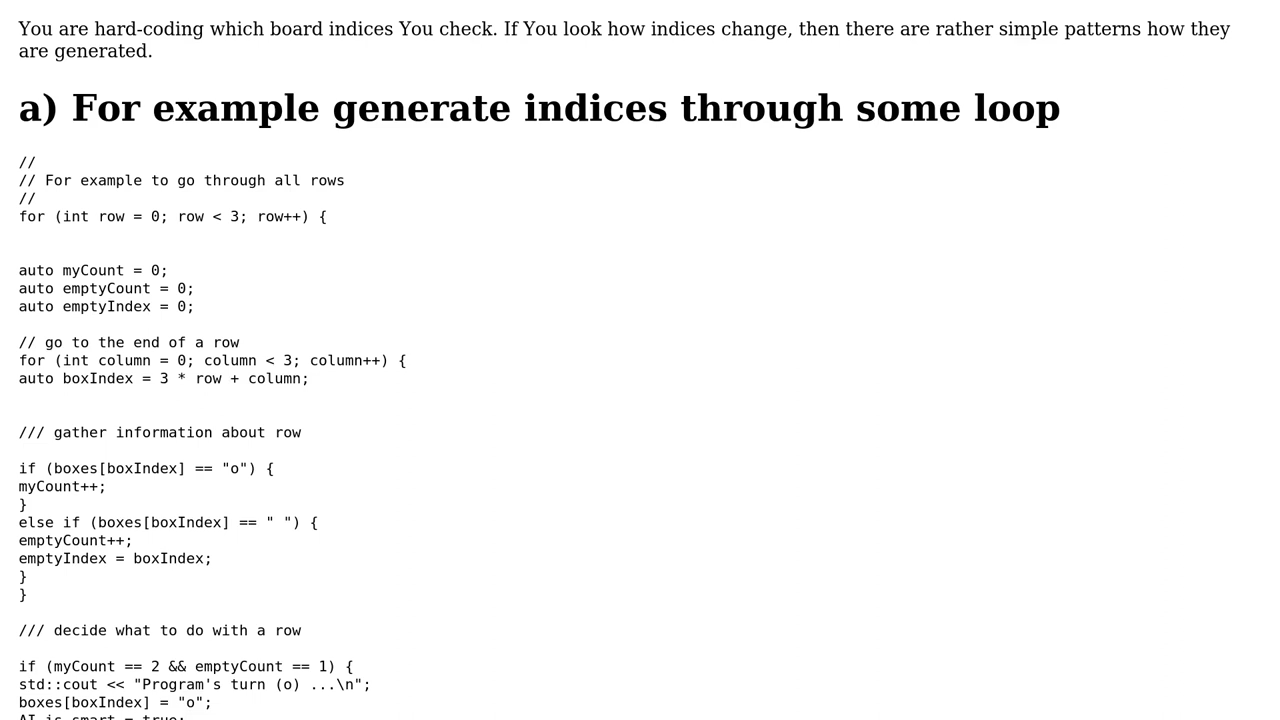 You are hard-coding which board indices You check. If You look how indices change, then there are rather simple patterns how they
are generated.
a) For example generate indices through some loop
//
// For example to go through all rows
//
for (int row = 0; row < 3; row++) {
auto myCount = 0;
auto emptyCount = 0;
auto emptyIndex = 0;
// go to the end of a row
for (int column = 0; column < 3; column++) {
auto boxIndex = 3 * row + column;
/// gather information about row
if (boxes[boxIndex] == "o") {
myCount++;
}
else if (boxes[boxIndex] == " ") {
emptyCount++;
emptyIndex = boxIndex;
}
}
/// decide what to do with a row
if (myCount == 2 && emptyCount == 1) {
std::cout << "Program's turn (o) ...\n";
boxes[boxIndex] = "o";
AI is smart = true;